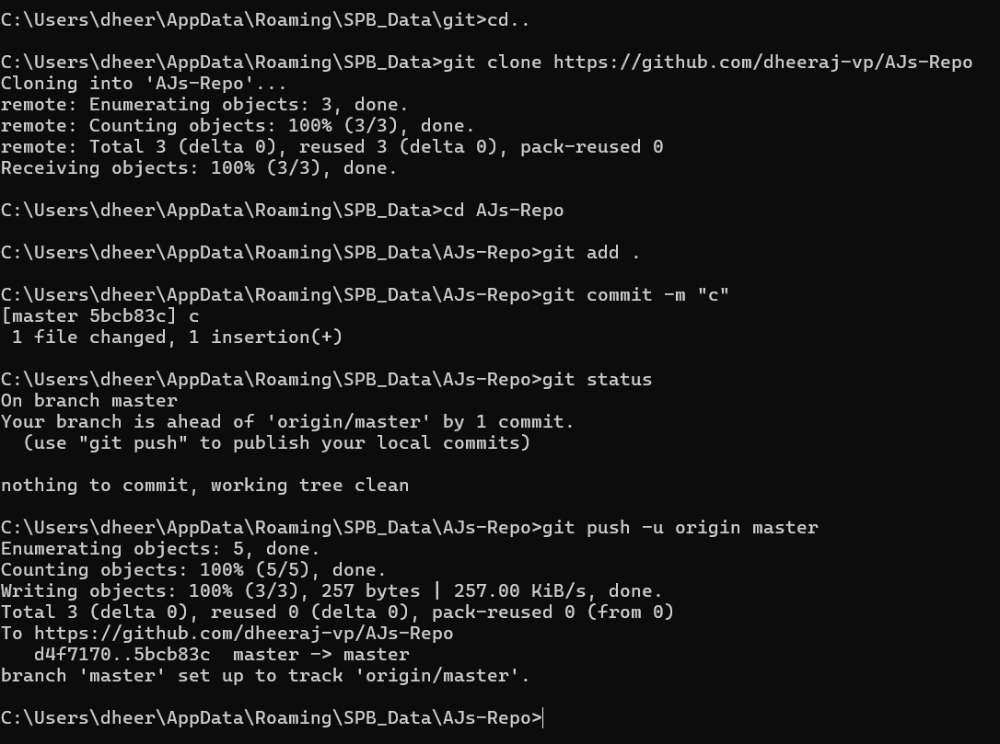 C:\Users\dheer\AppData\Roaming\SPB_Data\git>cd..
C:\Users\dheer\AppData\Roaming\SPB_Data>git clone https://github.com/dheeraj-vp/AJs-Repo
Cloning into 'AJs-Repo'...
remote: Enumerating objects: 3, done.
remote: Counting objects: 100% (3/3), done.
remote: Total 3 (delta 0), reused 3 (delta 0), pack-reused 0
Receiving objects: 100% (3/3), done.
C:\Users\dheer\AppData\Roaming\SPB_Data>cd AJs-Repo
C:\Users\dheer\AppData\Roaming\SPB_Data\AJs-Repo>git add .
C:\Users\dheer\AppData\Roaming\SPB_Data\AJs-Repo>git commit -m "c"
[master 5bcb83c] c
 1 file changed, 1 insertion(+)
C:\Users\dheer\AppData\Roaming\SPB_Data\AJs-Repo>git status
On branch master
Your branch is ahead of 'origin/master' by 1 commit.
  (use "git push" to publish your local commits)
nothing to commit, working tree clean
C:\Users\dheer\AppData\Roaming\SPB_Data\AJs-Repo>git push -u origin master
Enumerating objects: 5, done.
Counting objects: 100% (5/5), done.
Writing objects: 100% (3/3), 257 bytes | 257.00 KiB/s, done.
Total 3 (delta 0), reused 0 (delta 0), pack-reused 0 (from 0)
To https://github.com/dheeraj-vp/AJs-Repo
   d4f7170..5bcb83c  master -> master
branch 'master' set up to track 'origin/master'.
C:\Users\dheer\AppData\Roaming\SPB_Data\AJs-Repo>